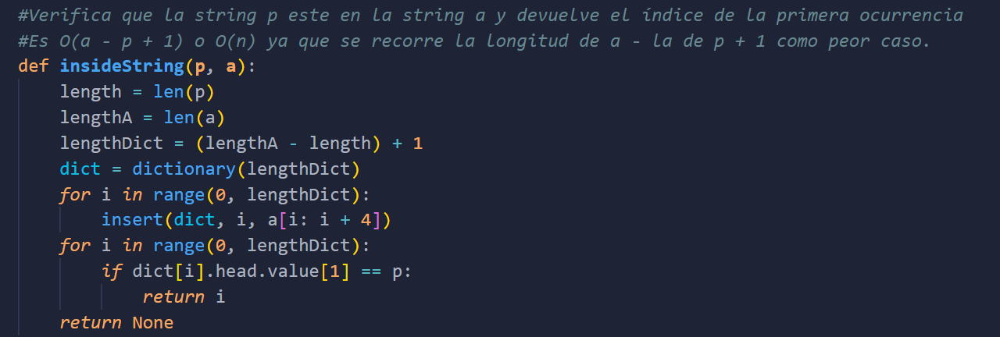 #Verifica que la string p este en la string a y devuelve el índice de la primera ocurrencia
#Es O(a - p + 1) o O(n) ya que se recorre la longitud de a - la de p + 1 como peor caso.
def insideString(p, a):
    length = len(p)
    lengthA = len(a)
    lengthDict = (lengthA - length) + 1
    dict = dictionary(lengthDict)
    for i in range(0, lengthDict):
        insert(dict, i, a[i: i + 4])
    for i in range(0, lengthDict):
        if dict[i].head.value[1] == p:
            return i
    return None